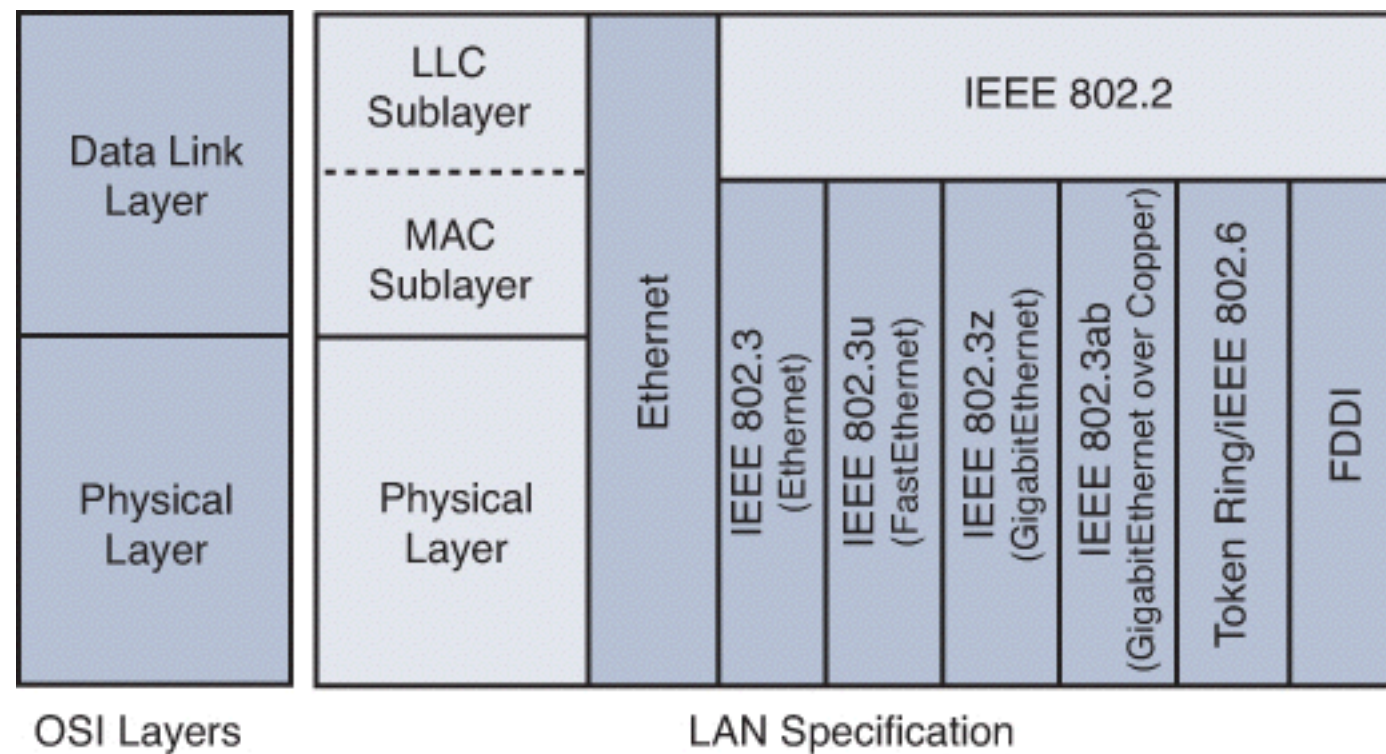 Data Link
Layer
Physical
Layer
OSI Layers
LLC
Sublayer
MAC
Sublayer
Physical
Layer
Ethernet
IEEE 802.2
IEEE 802.3
(Ethernet)
IEEE 802.3u
(FastEthernet)
IEEE 802.3z
(GigabitEthernet)
IEEE 802.3ab
(GigabitEthernet over Copper)
Token Ring/iEEE 802.6
FDDI
LAN Specification